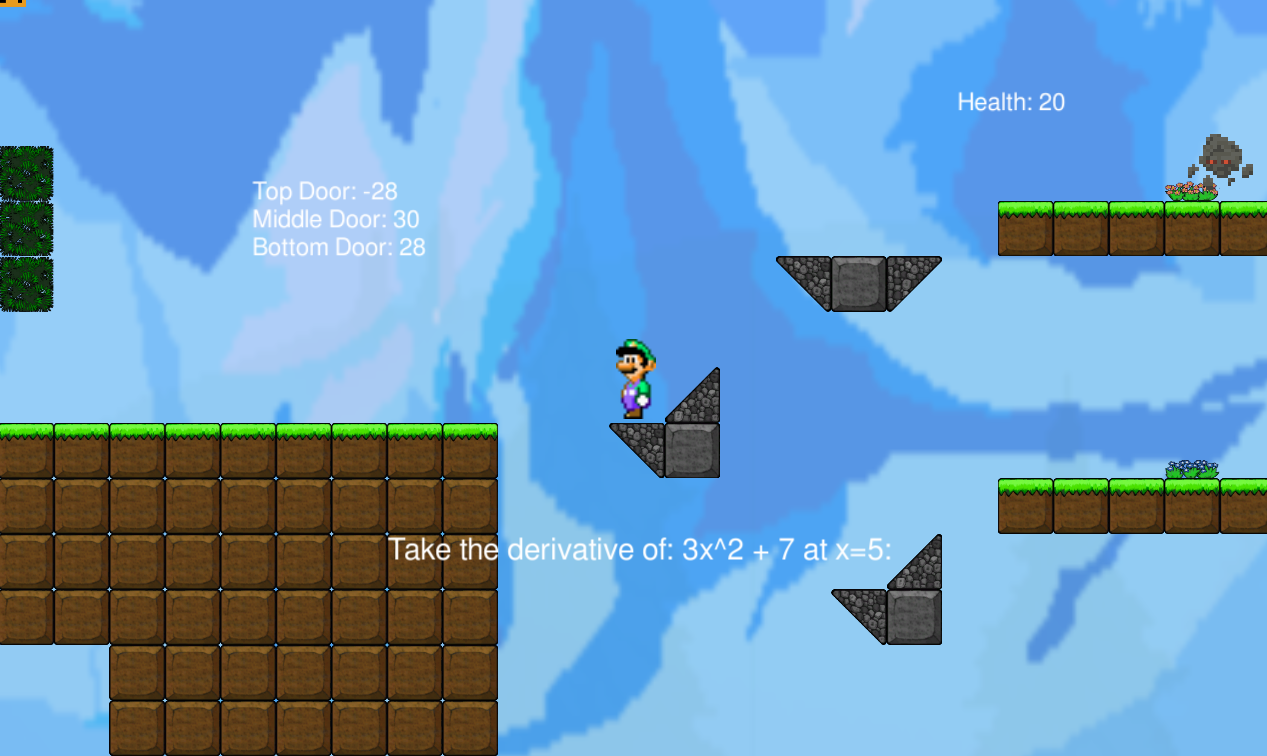 Health: 20
Top Door: -28
Middle Door: 30
Bottom Door: 28
Take the derivative of: 3x^2 + 7 at x=5: